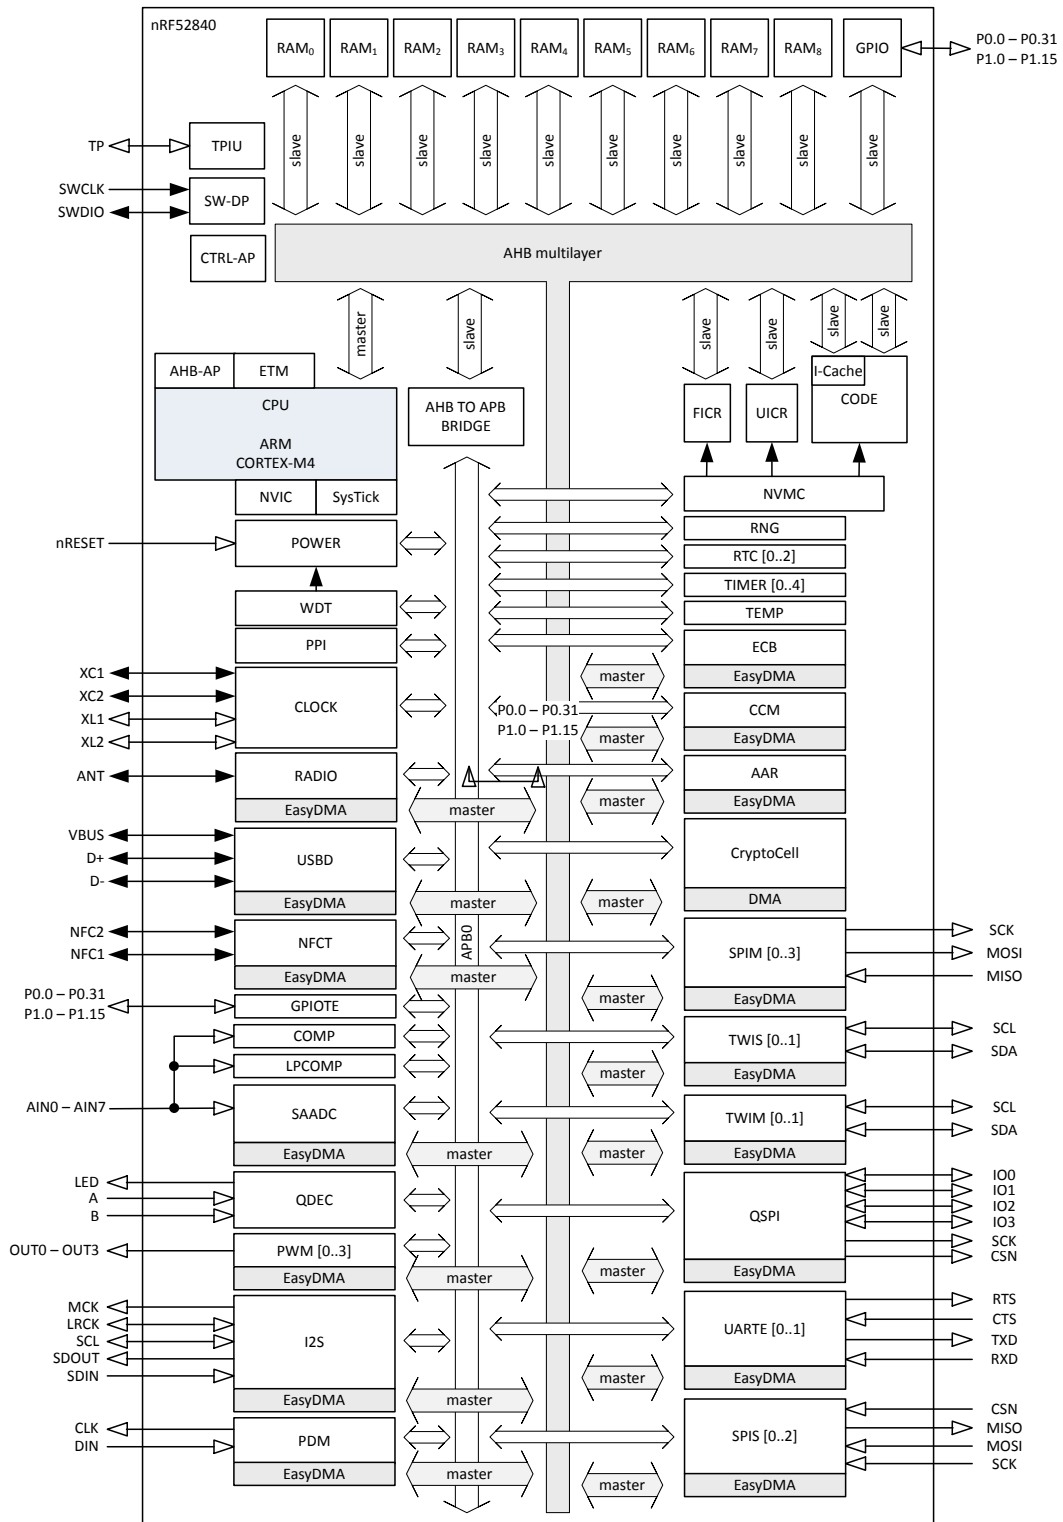 nRF52840
RAM0 RAM1 RAM2 RAM3 RAM4 RAM5 RAM6 RAM7 RAM8 GPIO
P0.0 – P0.31
P1.0 – P1.15
slave slave slave slave slave slave slave slave slave slave
TP
TPIU
SWCLK
SWDIO
SW-DP
CTRL-AP
AHB multilayer
master slave slave slave slave slave
AHB-AP ETM
CPU
ARM
CORTEX-M4
NVIC SysTick
AHB TO APB
BRIDGE
FICR UICR
I-Cache
CODE
NVMC
RNG
RTC [0..2]
TIMER [0..4]
TEMP
ECB
EasyDMA
master
nRESET
POWER
WDT
PPI
XC1
XC2
XL1
XL2
CLOCK
P0.0 – P0.31
P1.0 – P1.15
CCM
EasyDMA
master
ANT
RADIO
EasyDMA
master
AAR
EasyDMA
master
VBUS
D+
D-
USBD
EasyDMA
master
CryptoCell
DMA
master
NFC2
NFC1
NFCT
EasyDMA
master
APB0
SPIM [0..3]
EasyDMA
master
SCK
MOSI
MISO
P0.0 – P0.31
P1.0 – P1.15
GPIOTE
COMP
LPCOMP
TWIS [0..1]
EasyDMA
master
SCL
SDA
AIN0 – AIN7
SAADC
EasyDMA
master
TWIM [0..1]
EasyDMA
master
SCL
SDA
LED
A
B
QDEC
QSPI
EasyDMA
master
IO0
IO1
IO2
IO3
SCK
CSN
OUT0 – OUT3
PWM [0..3]
EasyDMA
master
MCK
LRCK
SCL
SDOUT
SDIN
I2S
EasyDMA
master
UARTE [0..1]
EasyDMA
master
RTS
CTS
TXD
RXD
CLK
DIN
PDM
EasyDMA
master
SPIS [0..2]
EasyDMA
master
CSN
MISO
MOSI
SCK